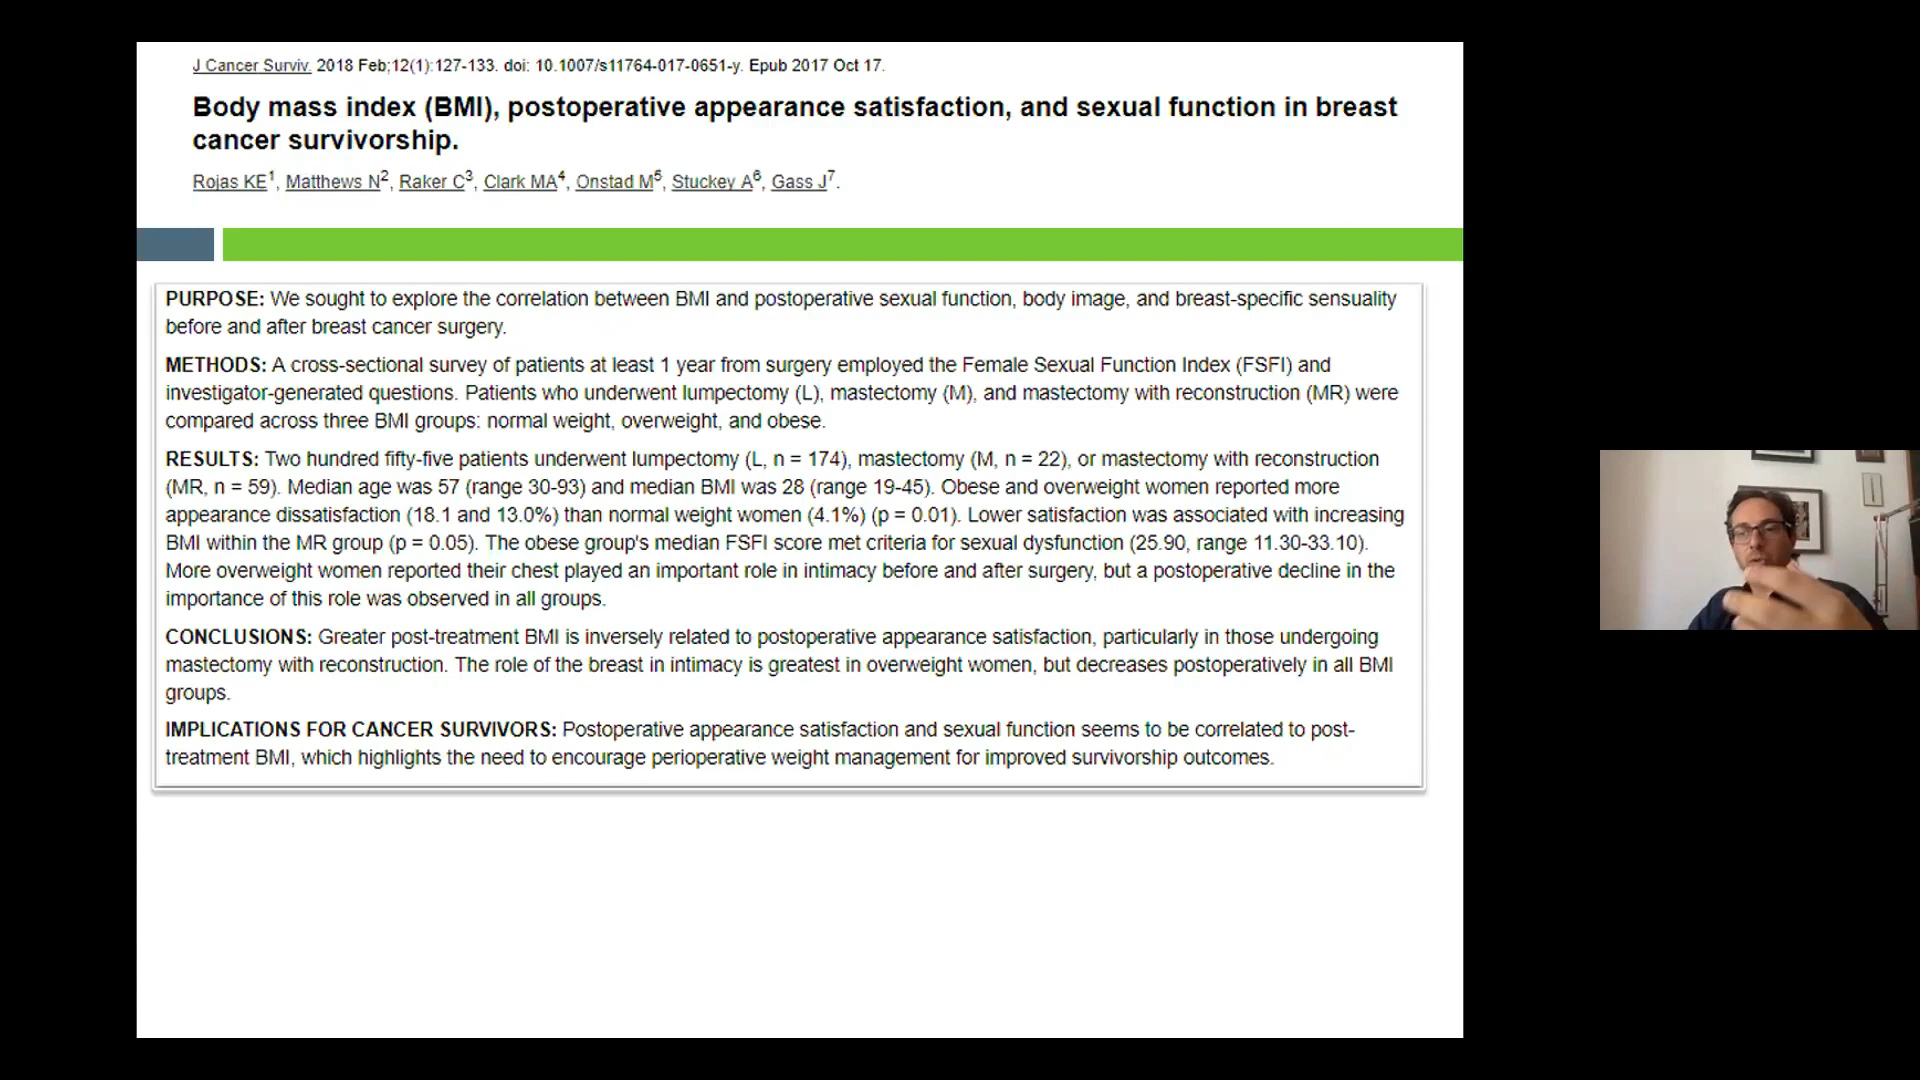 J Cancer Surviv. 2018 Feb;12(1):127-133. doi: 10.1007/s11764-017-0651-y. Epub 2017 Oct 17.
Body mass index (BMI), postoperative appearance satisfaction, and sexual function in breast
cancer survivorship.
Rojas KE1, Matthews N2, Raker C3, Clark MA4, Onstad M5, Stuckey A6, Gass J7.
PURPOSE: We sought to explore the correlation between BMI and postoperative sexual function, body image, and breast-specific sensuality
before and after breast cancer surgery.
METHODS: A cross-sectional survey of patients at least 1 year from surgery employed the Female Sexual Function Index (FSFI) and
investigator-generated questions. Patients who underwent lumpectomy (L), mastectomy (M), and mastectomy with reconstruction (MR) were
compared across three BMI groups: normal weight, overweight, and obese.
RESULTS: Two hundred fifty-five patients underwent lumpectomy (L, n = 174), mastectomy (M, n = 22), or mastectomy with reconstruction
(MR, n = 59). Median age was 57 (range 30-93) and median BMI was 28 (range 19-45). Obese and overweight women reported more
appearance dissatisfaction (18.1 and 13.0%) than normal weight women (4.1%) (p = 0.01). Lower satisfaction was associated with increasing
BMI within the MR group (p = 0.05). The obese group's median FSFI score met criteria for sexual dysfunction (25.90, range 11.30-33.10).
More overweight women reported their chest played an important role in intimacy before and after surgery, but a postoperative decline in the
importance of this role was observed in all groups.
CONCLUSIONS: Greater post-treatment BMI is inversely related to postoperative appearance satisfaction, particularly in those undergoing
mastectomy with reconstruction. The role of the breast in intimacy is greatest in overweight women, but decreases postoperatively in all BMI
groups.
IMPLICATIONS FOR CANCER SURVIVORS: Postoperative appearance satisfaction and sexual function seems to be correlated to post-
treatment BMI, which highlights the need to encourage perioperative weight management for improved survivorship outcomes.